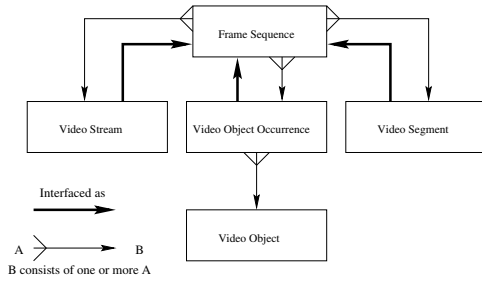 Frame Sequence
Video Stream
Video Object Occurrence
Video Segment
Interfaced as
Video Object
A
B
B consists of one or more A